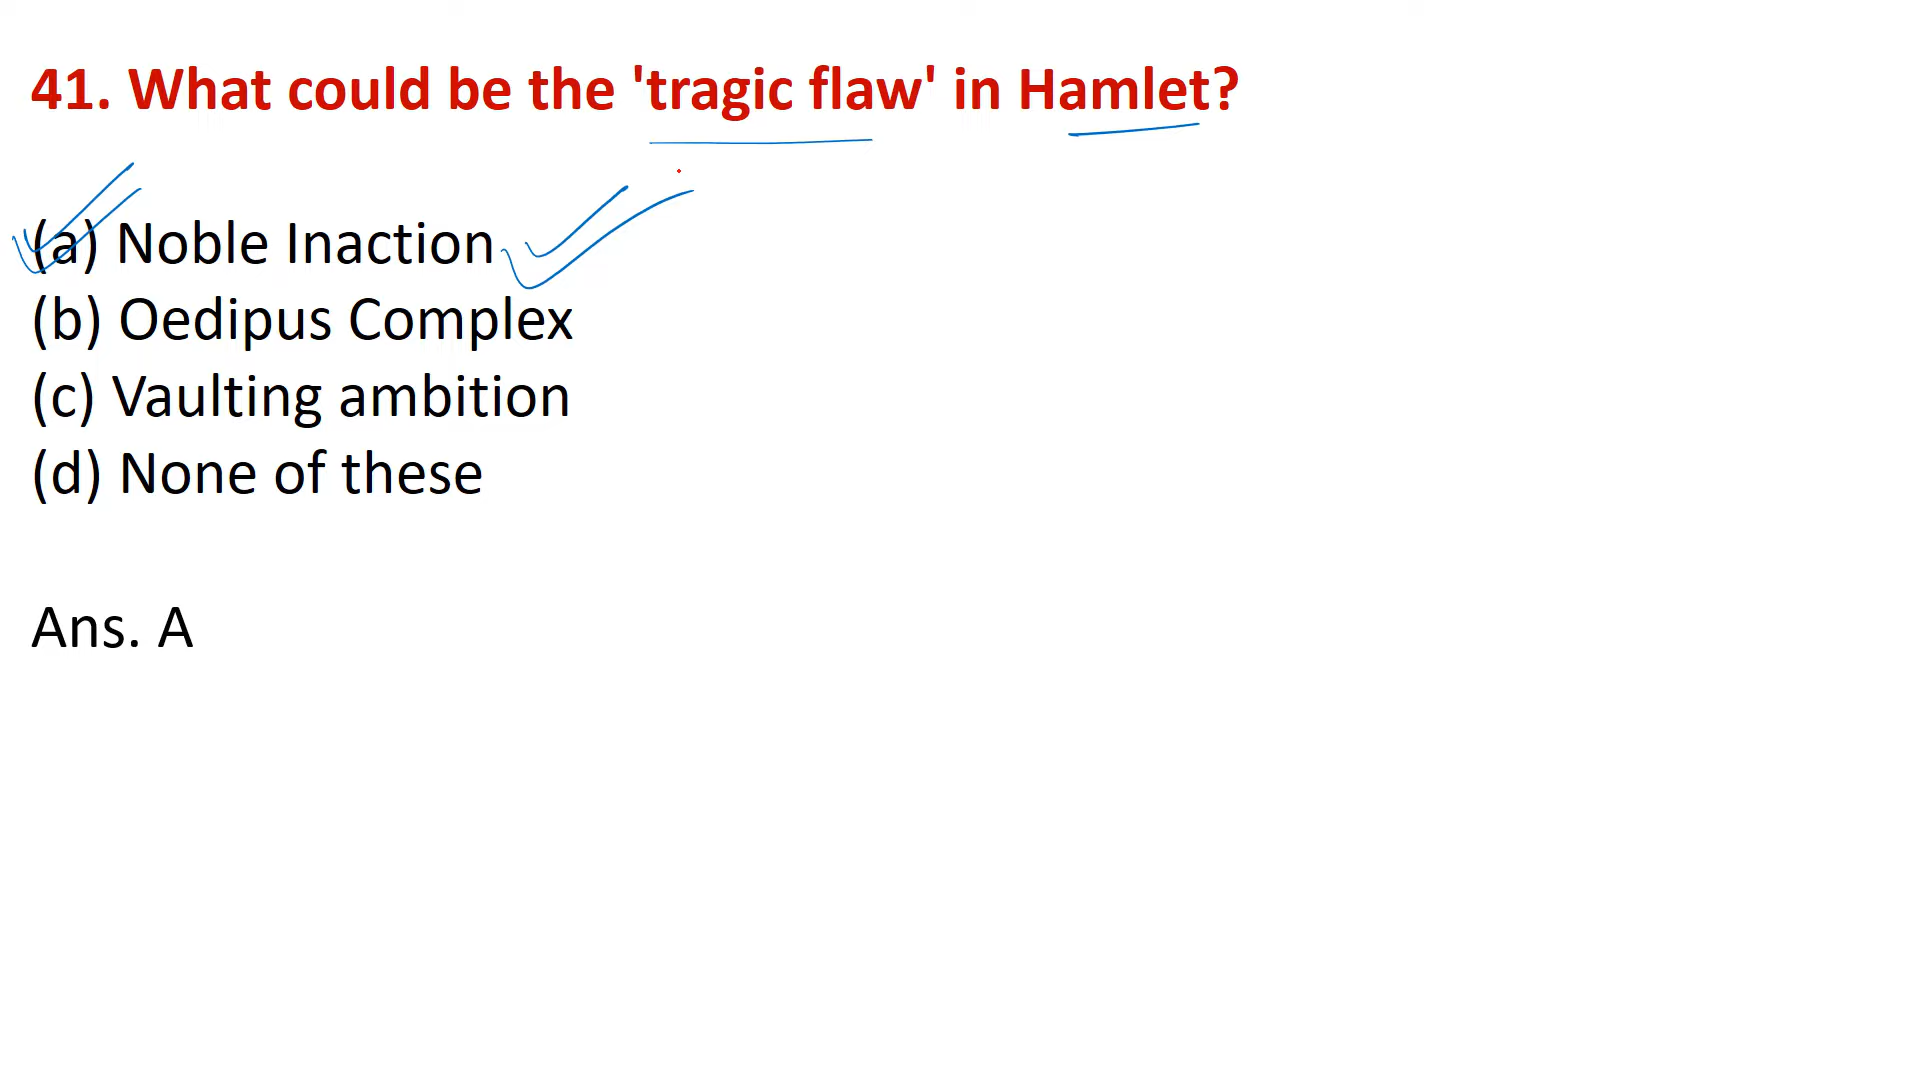 41. What could be the 'tragic flaw' in Hamlet?
(a) Noble Inaction
(b) Oedipus Complex
(c) Vaulting ambition
(d) None of these
Ans. A